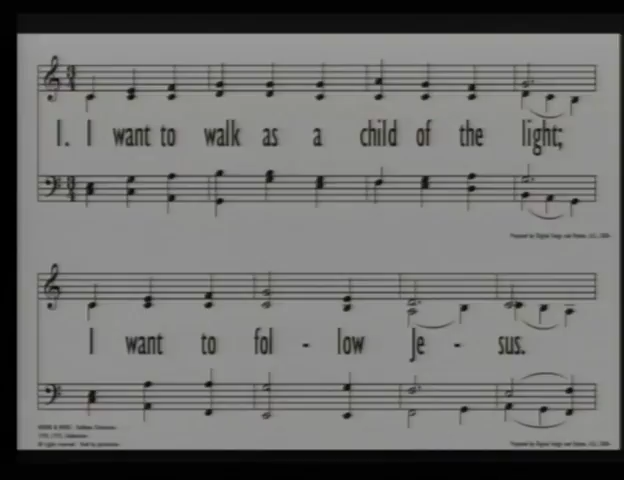 1. I want to walk as a child of the light;
I want to fol - low Je - sus.